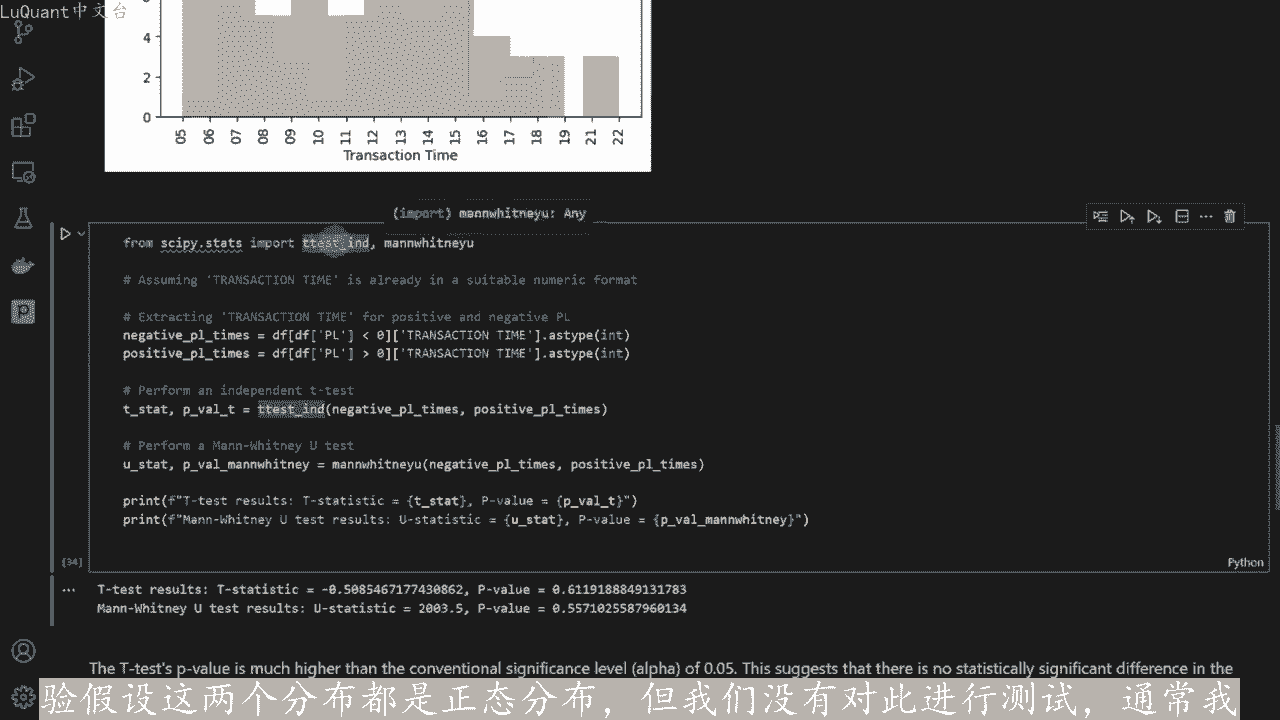 LuQuant中文台
4
2
0
05 06 07 08 09 10 11 12 13 14 15 16 17 18 19 21 22
Transaction Time
(import) mannwhitneyu: Any
from scipy.stats import ttest_ind, mannwhitneyu
# Assuming 'TRANSACTION TIME' is already in a suitable numeric format
# Extracting 'TRANSACTION TIME' for positive and negative PL
negative_pl_times = df[df['PL'] < 0]['TRANSACTION TIME'].astype(int)
positive_pl_times = df[df['PL'] > 0]['TRANSACTION TIME'].astype(int)
# Perform an independent t-test
t_stat, p_val_t = ttest_ind(negative_pl_times, positive_pl_times)
# Perform a Mann-Whitney U test
u_stat, p_val_mannwhitney = mannwhitneyu(negative_pl_times, positive_pl_times)
print(f"T-test results: T-statistic = {t_stat}, P-value = {p_val_t}")
print(f"Mann-Whitney U test results: U-statistic = {u_stat}, P-value = {p_val_mannwhitney}")
[34]
Python
T-test results: T-statistic = -0.5085467177430862, P-value = 0.6119188849131783
Mann-Whitney U test results: U-statistic = 2003.5, P-value = 0.5571025587960134
The T-test's p-value is much higher than the conventional significance level (alpha) of 0.05. This suggests that there is no statistically significant difference in the
验假设这两个分布都是正态分布，但我们没有对此进行测试，通常我